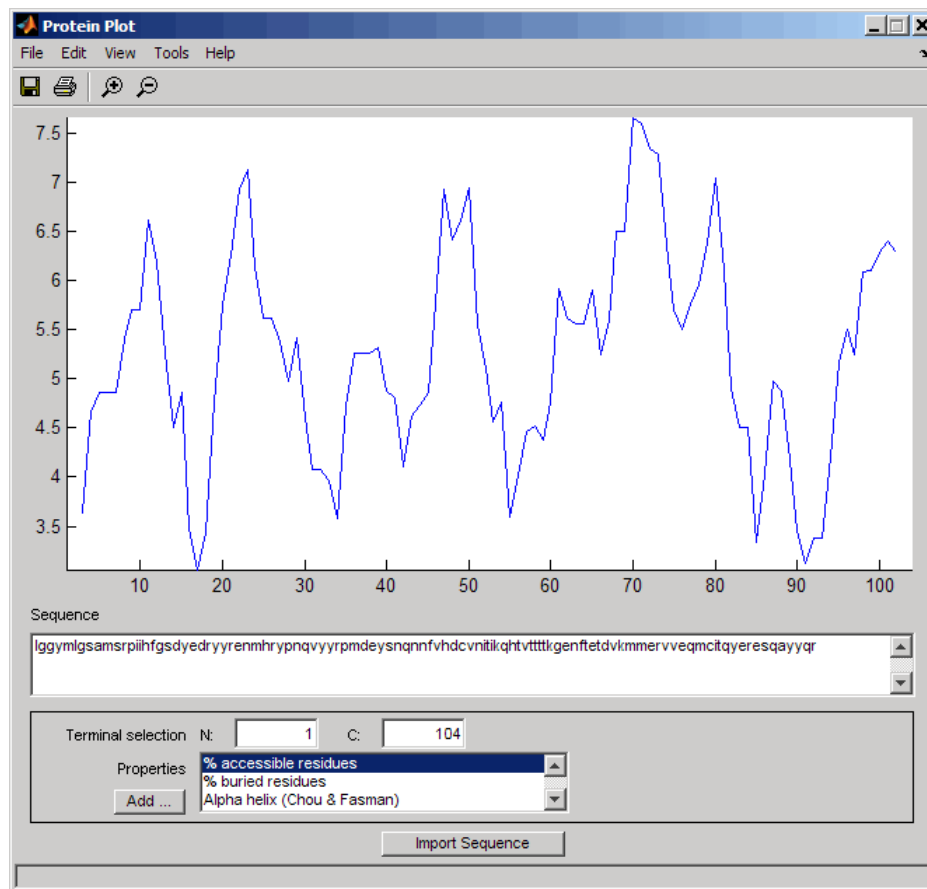 Protein Plot
File Edit View Tools Help
7.5
7
6.5
6
5.5
5
4.5
4
3.5
10 20 30 40 50 60 70 80 90 100
Sequence
lggymlgsamsrpiihfgsdyedryyrenmhrypnqvyyrpmdeysnqnnfvhdcvnitikqhtvttttkgenftetdvkmmervveqmcitqyeresqayyqr
Terminal selection N: 1 C: 104
Properties
% accessible residues
% buried residues
Add ...
Alpha helix (Chou & Fasman)
Import Sequence